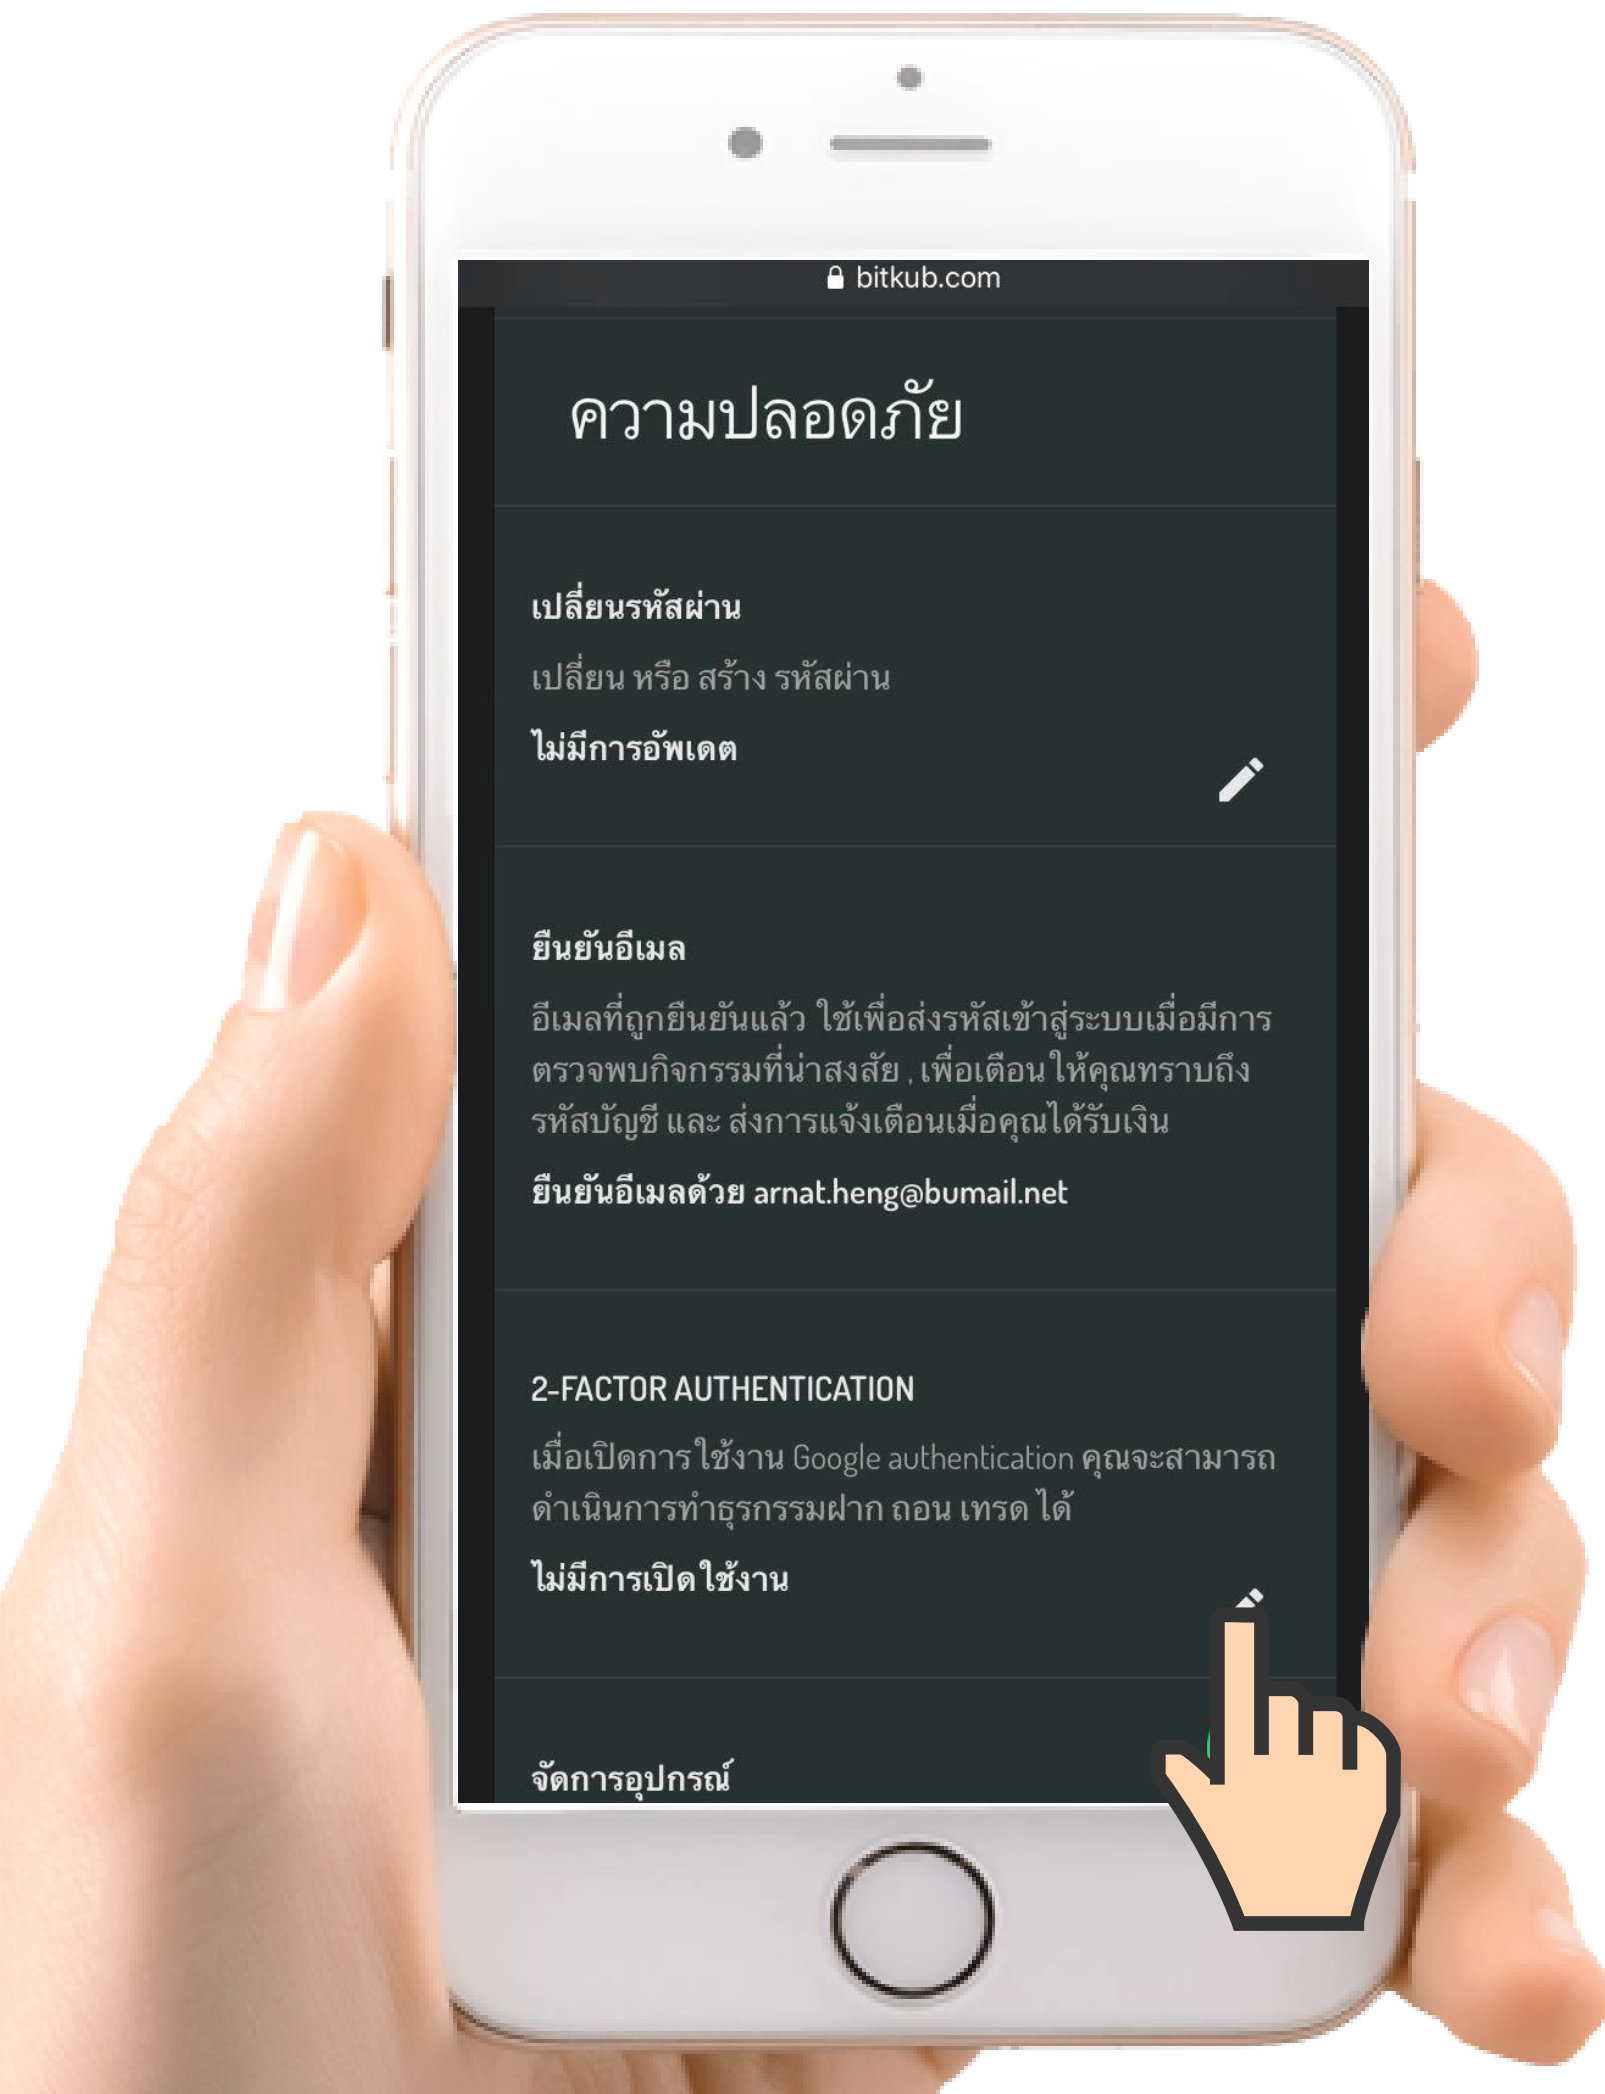 bitkub.com
ความปลอดภัย
เปลี่ยนรหัสผ่าน
เปลี่ยน หรือ สร้าง รหัสผ่าน
ไม่มีการอัพเดต
ยืนยันอีเมล
อีเมลที่ถูกยืนยันแล้ว ใช้เพื่อส่งรหัสเข้าสู่ระบบเมื่อมีการ
ตรวจพบกิจกรรมที่น่าสงสัย , เพื่อเตือนให้คุณทราบถึง
รหัสบัญชี และ ส่งการแจ้งเตือนเมื่อคุณได้รับเงิน
ยืนยันอีเมลด้วย arnat.heng@bumail.net
2-FACTOR AUTHENTICATION
เมื่อเปิดการใช้งาน Google authentication คุณจะสามารถ
ดำเนินการทำธุรกรรมฝาก ถอน เทรด ได้
ไม่มีการเปิดใช้งาน
จัดการอุปกรณ์